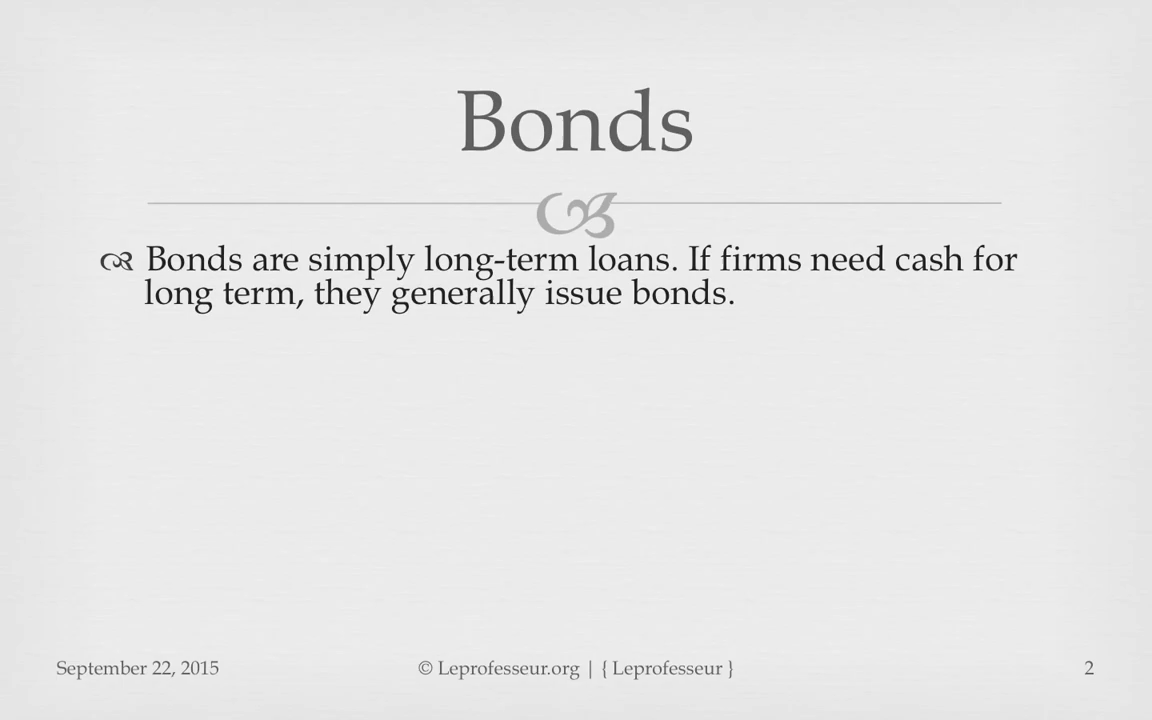 Bonds
Bonds are simply long-term loans. If firms need cash for
long term, they generally issue bonds.
September 22, 2015
© Leprofesseur.org | { Leprofesseur }
2